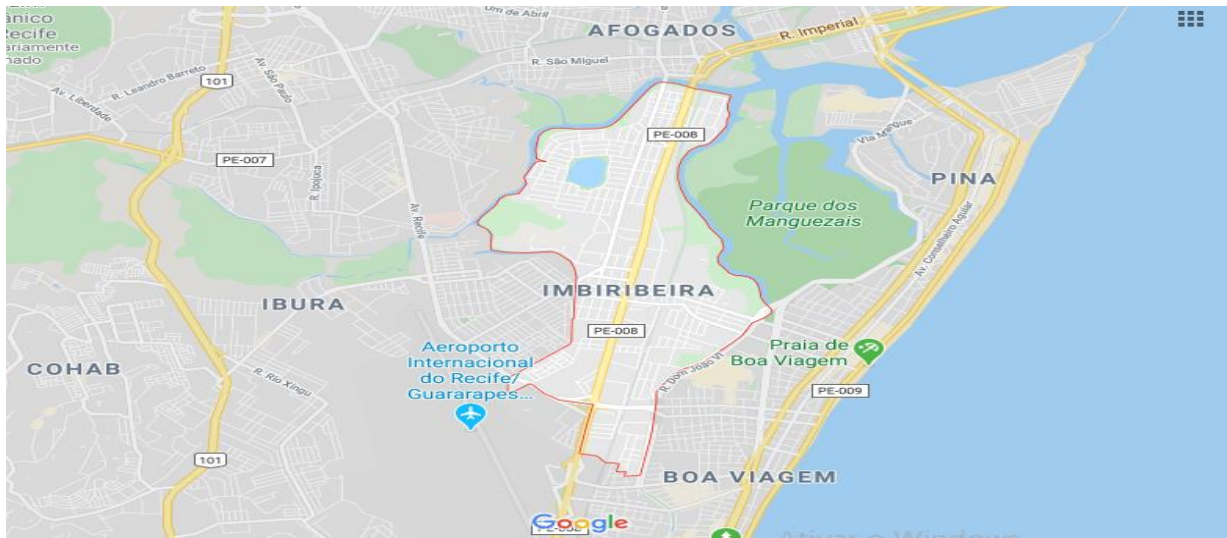 Recife
AFOGADOS
R. Imperial
R. São Miguel
Um de Abril
R. Leandro Barreto
Av. Liberdade
Av. São Paulo
101
PE-007
R. Ipojuca
Av. Recife
PE-008
Via Mangue
PINA
Parque dos
Manguezais
Av. Conselheiro Aguiar
IBURA
IMBIRIBEIRA
PE-008
COHAB
R. Rio Xingu
Aeroporto
Internacional
do Recife/
Guararapes...
R. Dom João VI
Praia de
Boa Viagem
PE-009
101
BOA VIAGEM
Google
Ativar o Windows